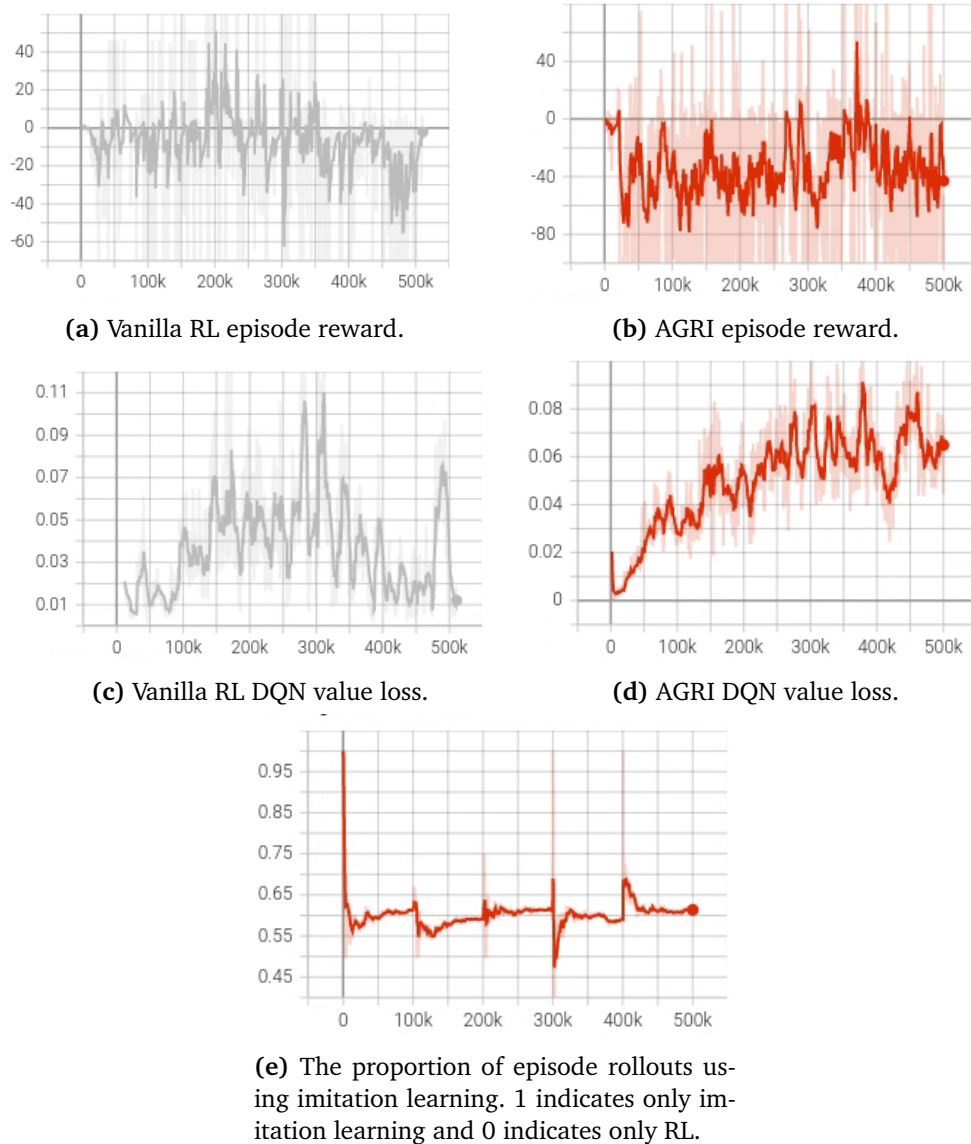 40
20
0
-20
-40
-60
0 100k 200k 300k 400k 500k
(a) Vanilla RL episode reward.
40
0
-40
-80
0 100k 200k 300k 400k 500k
(b) AGRI episode reward.
0.11
0.09
0.07
0.05
0.03
0.01
0 100k 200k 300k 400k 500k
(c) Vanilla RL DQN value loss.
0.08
0.06
0.04
0.02
0
0 100k 200k 300k 400k 500k
(d) AGRI DQN value loss.
0.95
0.85
0.75
0.65
0.55
0.45
0 100k 200k 300k 400k 500k
(e) The proportion of episode rollouts us-
ing imitation learning. 1 indicates only im-
itation learning and 0 indicates only RL.